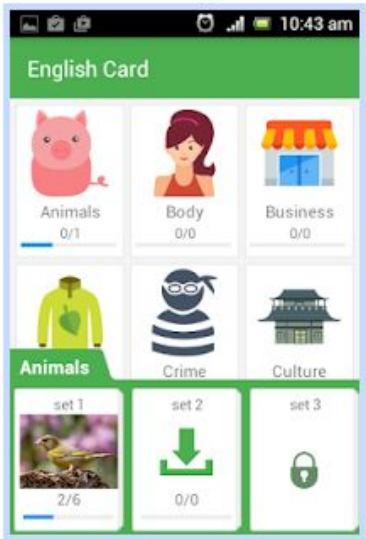 10:43 am
English Card
Animals Body Business
0/1 0/0 0/0
Crime Culture
Animals
set 1 set 2 set 3
2/6 0/0